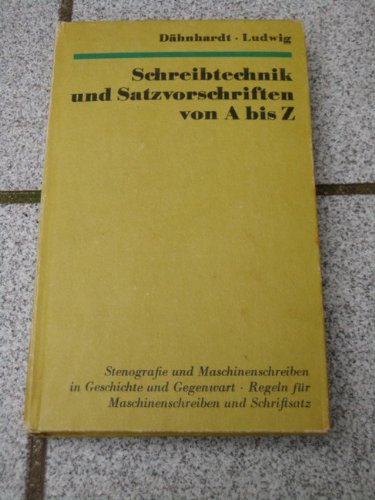 Dähnhardt · Ludwig
Schreibtechnik
und Satzvorschriften
von A bis Z
Stenografie und Maschinenschreiben
in Geschichte und Gegenwart · Regeln für
Maschinenschreiben und Schriftsatz